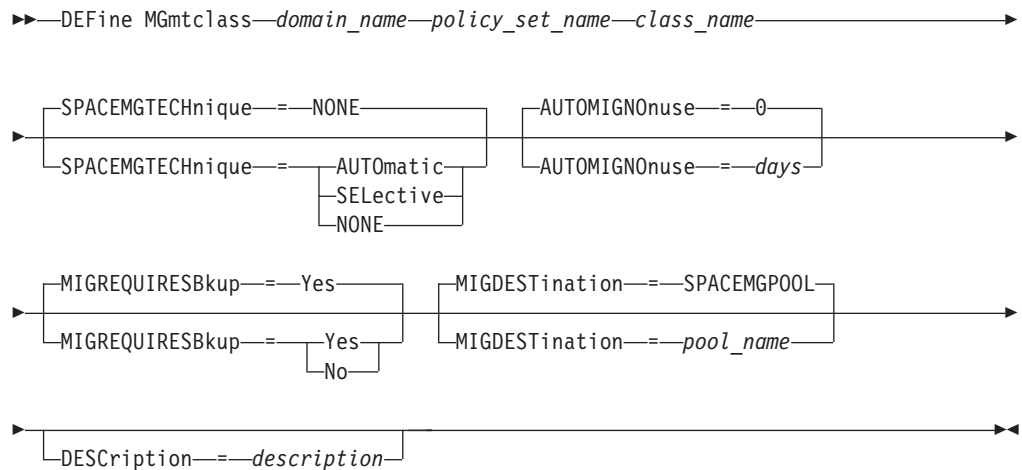 DEFine MGmtclass domain_name policy_set_name class_name
SPACEMGTECHnique = NONE AUTOMIGNOnuse = 0
SPACEMGTECHnique = AUTOmatic AUTOMIGNOnuse = days
SELective
NONE
MIGREQUIRESBkup = Yes MIGDESTination = SPACEMGPOOL
MIGREQUIRESBkup = Yes MIGDESTination = pool_name
No
DESCription = description